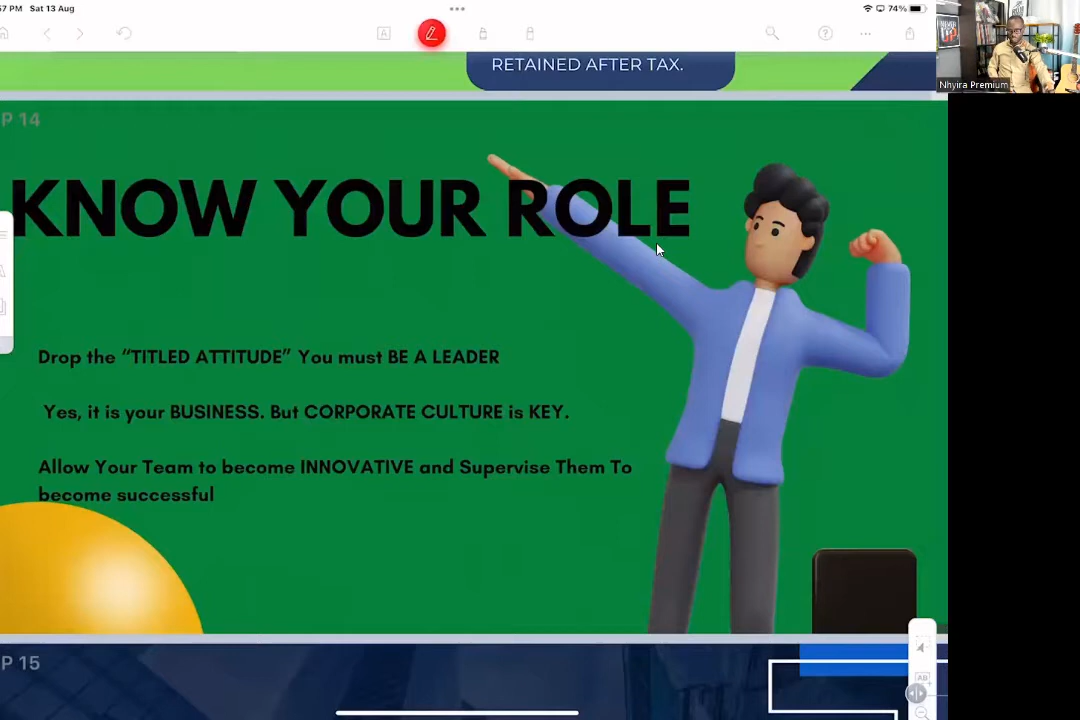 57 PM Sat 13 Aug
74%
RETAINED AFTER TAX.
Nhyira Premium
P 14
KNOW YOUR ROLE
Drop the “TITLED ATTITUDE” You must BE A LEADER
Yes, it is your BUSINESS. But CORPORATE CULTURE is KEY.
Allow Your Team to become INNOVATIVE and Supervise Them To
become successful
P 15